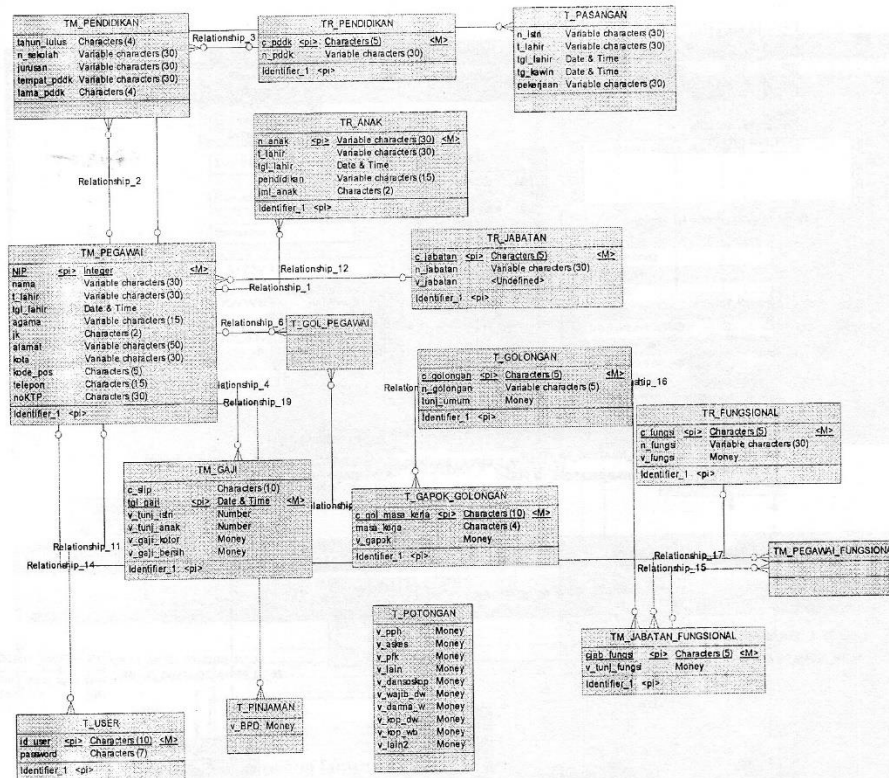 TM_PENDIDIKAN
tahun_lulus Characters (4)
n_sekolah Variable characters (30)
jurusan Variable characters (30)
tempat_pddk Variable characters (30)
lama_pddk Characters (4)
Relationship_3
TR_PENDIDIKAN
c_pddk <pi> Characters (5) <M>
n_pddk Variable characters (30)
Identifier_1 <pi>
T_PASANGAN
n_istri Variable characters (30)
t_lahir Variable characters (30)
tgl_lahir Date & Time
tg_kawin Date & Time
pekerjaan Variable characters (30)
Relationship_2
TR_ANAK
n_anak <pi> Variable characters (30) <M>
t_lahir Variable characters (30)
tgl_lahir Date & Time
pendidikan Variable characters (15)
jml_anak Characters (2)
Identifier_1 <pi>
TM_PEGAWAI
NIP <pi> Integer <M>
nama Variable characters (30)
t_lahir Variable characters (30)
tgl_lahir Date & Time
agama Variable characters (15)
jk Characters (2)
alamat Variable characters (50)
kota Variable characters (30)
kode_pos Characters (5)
telepon Characters (15)
noKTP Characters (30)
Identifier_1 <pi>
Relationship_12
Relationship_1
TR_JABATAN
c_jabatan <pi> Characters (5) <M>
n_jabatan Variable characters (30)
v_jabatan <Undefined>
Identifier_1 <pi>
Relationship_6
T_GOL_PEGAWAI
T_GOLONGAN
c_golongan <pi> Characters (5) <M>
n_golongan Variable characters (5)
tunj_umum Money
Identifier_1 <pi>
elationship_4
elationship_19
Relation
ship_16
TR_FUNGSIONAL
c_fungsi <pi> Characters (5) <M>
n_fungsi Variable characters (30)
v_fungsi Money
Identifier_1 <pi>
TM_GAJI
c_slip Characters (10)
tgl_gaji <pi> Date & Time <M>
v_tunj_istri Number
v_tunj_anak Number
v_gaji_kotor Money
v_gaji_bersih Money
Identifier_1 <pi>
Relationship
T_GAPOK_GOLONGAN
c_gol_masa_kerja <pi> Characters (10) <M>
masa_kerja Characters (4)
v_gapok Money
Identifier_1 <pi>
Relationship_11
Relationship_14
Relationship_17
Relationship_15
TM_PEGAWAI_FUNGSIONAL
T_POTONGAN
v_pph Money
v_askes Money
v_pfk Money
v_lain Money
v_dansoskop Money
v_wajib_dw Money
v_darma_w Money
v_kop_dw Money
v_kop_wb Money
v_lain2 Money
TM_JABATAN_FUNGSIONAL
cjab_fungsi <pi> Characters (5) <M>
v_tunj_fungsi Money
Identifier_1 <pi>
T_PINJAMAN
v_BPD Money
T_USER
id_user <pi> Characters (10) <M>
password Characters (7)
Identifier_1 <pi>